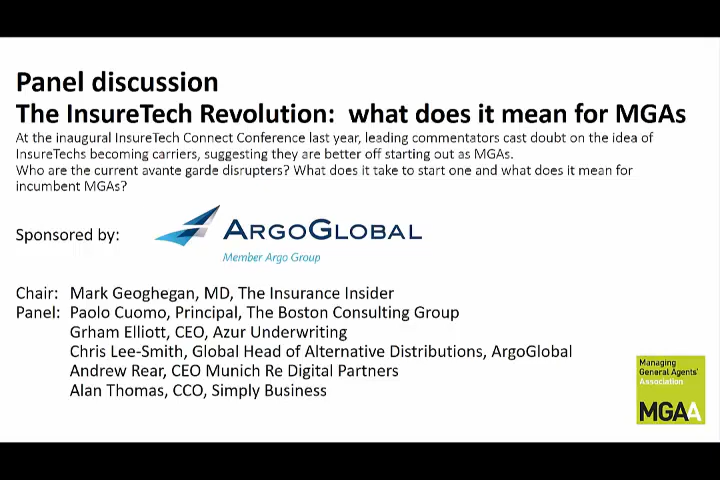 Panel discussion
The InsureTech Revolution: what does it mean for MGAs
At the inaugural InsureTech Connect Conference last year, leading commentators cast doubt on the idea of
InsureTechs becoming carriers, suggesting they are better off starting out as MGAs.
Who are the current avante garde disrupters? What does it take to start one and what does it mean for
incumbent MGAs?
Sponsored by:
ARGOGLOBAL
Member Argo Group
Chair: Mark Geoghegan, MD, The Insurance Insider
Panel: Paolo Cuomo, Principal, The Boston Consulting Group
Grham Elliott, CEO, Azur Underwriting
Chris Lee-Smith, Global Head of Alternative Distributions, ArgoGlobal
Andrew Rear, CEO Munich Re Digital Partners
Alan Thomas, CCO, Simply Business
Managing
General Agents'
Association
MGAA